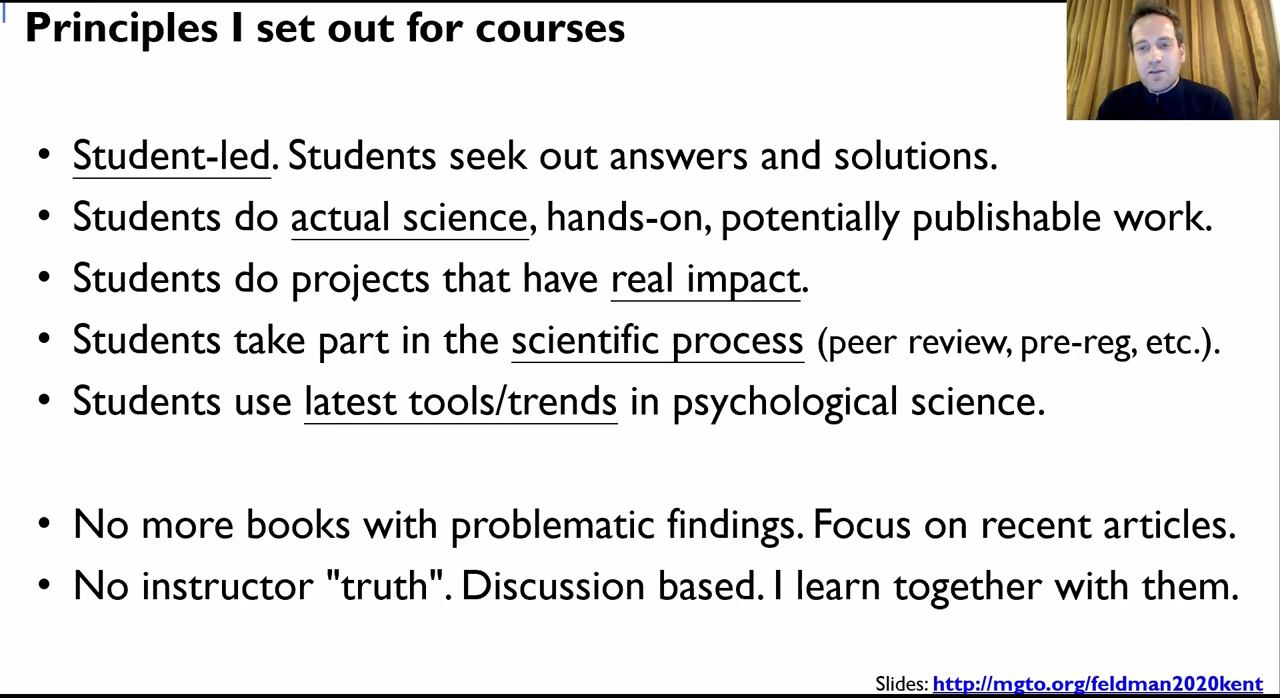 Principles I set out for courses
• Student-led. Students seek out answers and solutions.
• Students do actual science, hands-on, potentially publishable work.
• Students do projects that have real impact.
• Students take part in the scientific process (peer review, pre-reg, etc.).
• Students use latest tools/trends in psychological science.
• No more books with problematic findings. Focus on recent articles.
• No instructor "truth". Discussion based. I learn together with them.
Slides: http://mgto.org/feldman2020kent